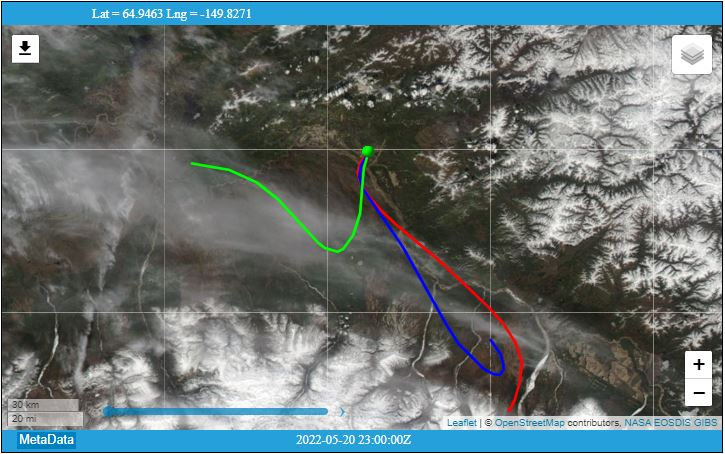 Lat = 64.9463 Lng = -149.8271
+
−
30 km
20 mi
Leaflet | © OpenStreetMap contributors, NASA EOSDIS GIBS
MetaData 2022-05-20 23:00:00Z